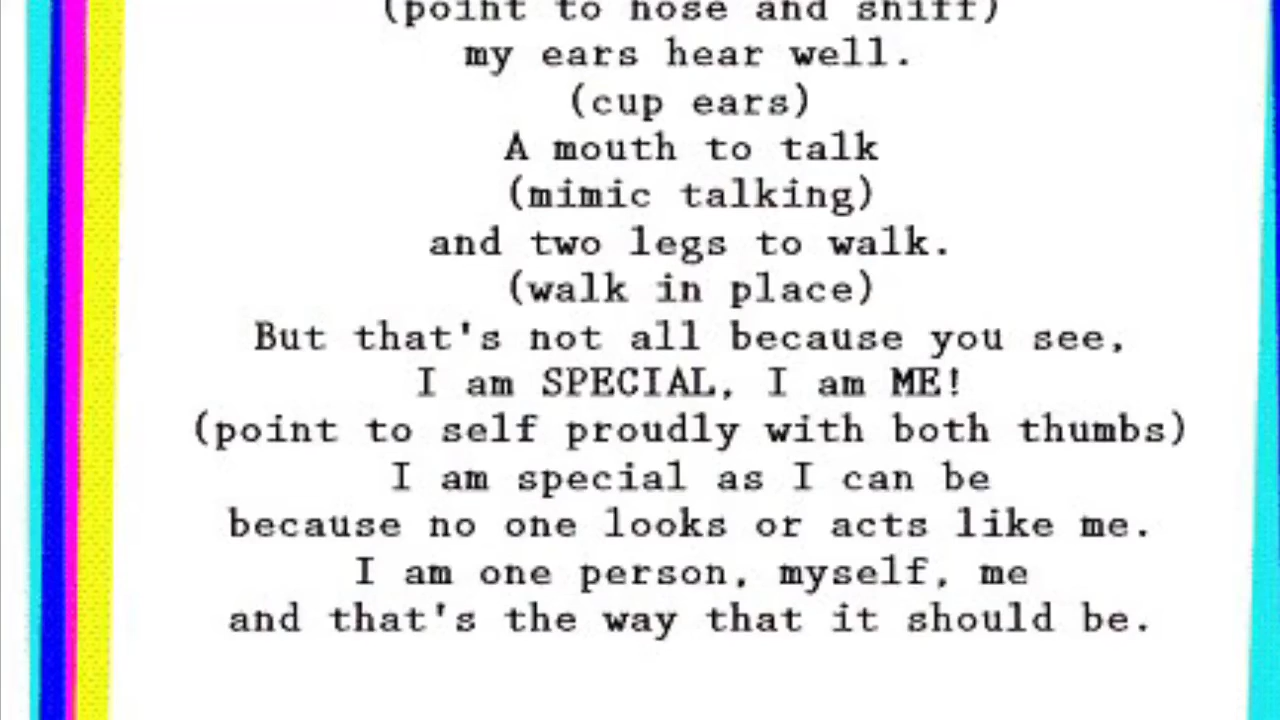 (point to nose and sniff)
my ears hear well.
(cup ears)
A mouth to talk
(mimic talking)
and two legs to walk.
(walk in place)
But that's not all because you see,
I am SPECIAL, I am ME!
(point to self proudly with both thumbs)
I am special as I can be
because no one looks or acts like me.
I am one person, myself, me
and that's the way that it should be.